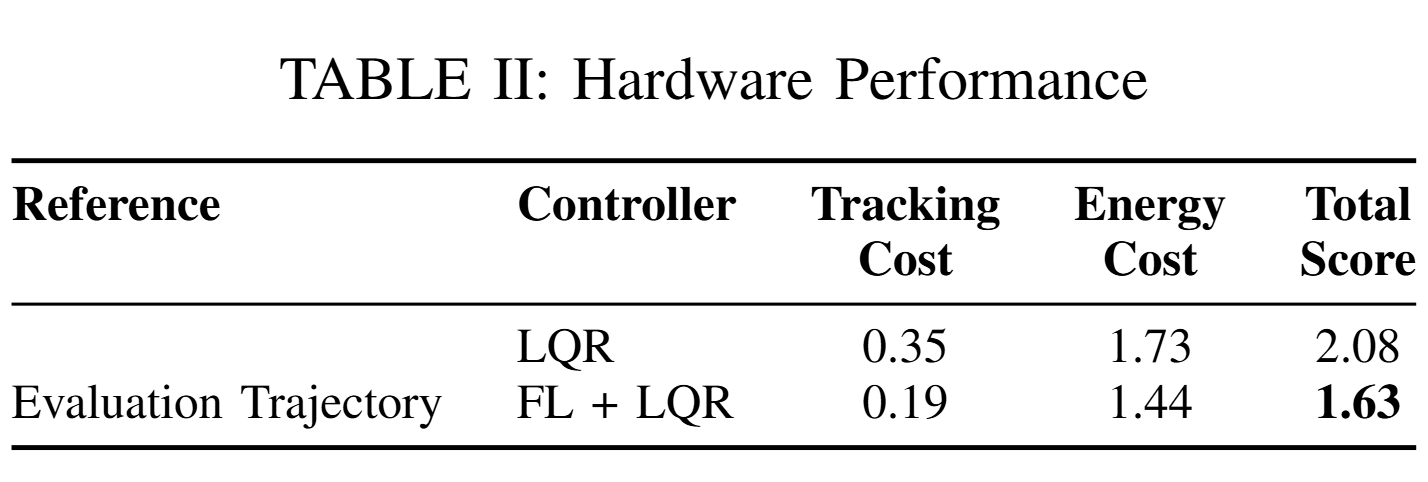 TABLE II: Hardware Performance
Reference Controller Tracking Cost Energy Cost Total Score
LQR 0.35 1.73 2.08
Evaluation Trajectory FL + LQR 0.19 1.44 1.63